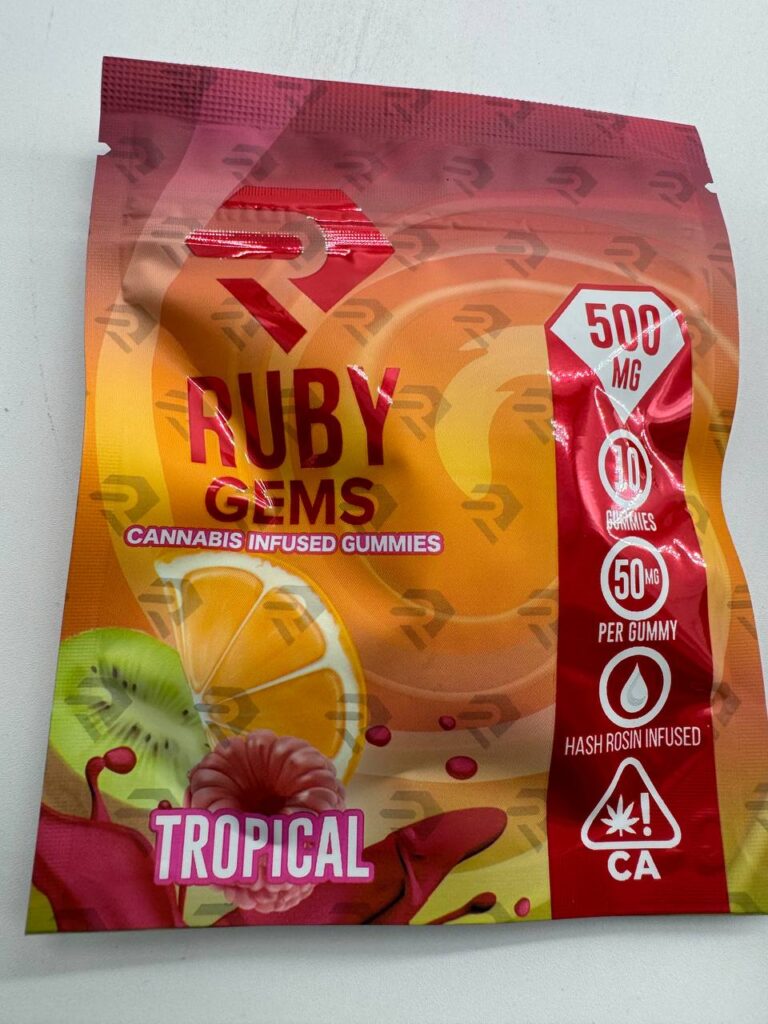 RUBY
GEMS
CANNABIS INFUSED GUMMIES
TROPICAL
500
MG
10
GUMMIES
50MG
PER GUMMY
HASH ROSIN INFUSED
!
CA